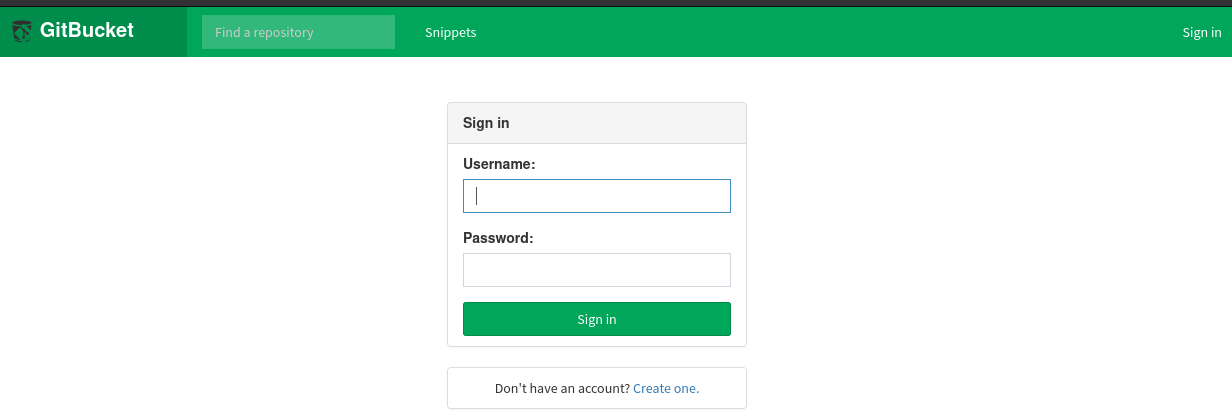 GitBucket
Find a repository
Snippets
Sign in
Sign in
Username:
Password:
Sign in
Don't have an account? Create one.